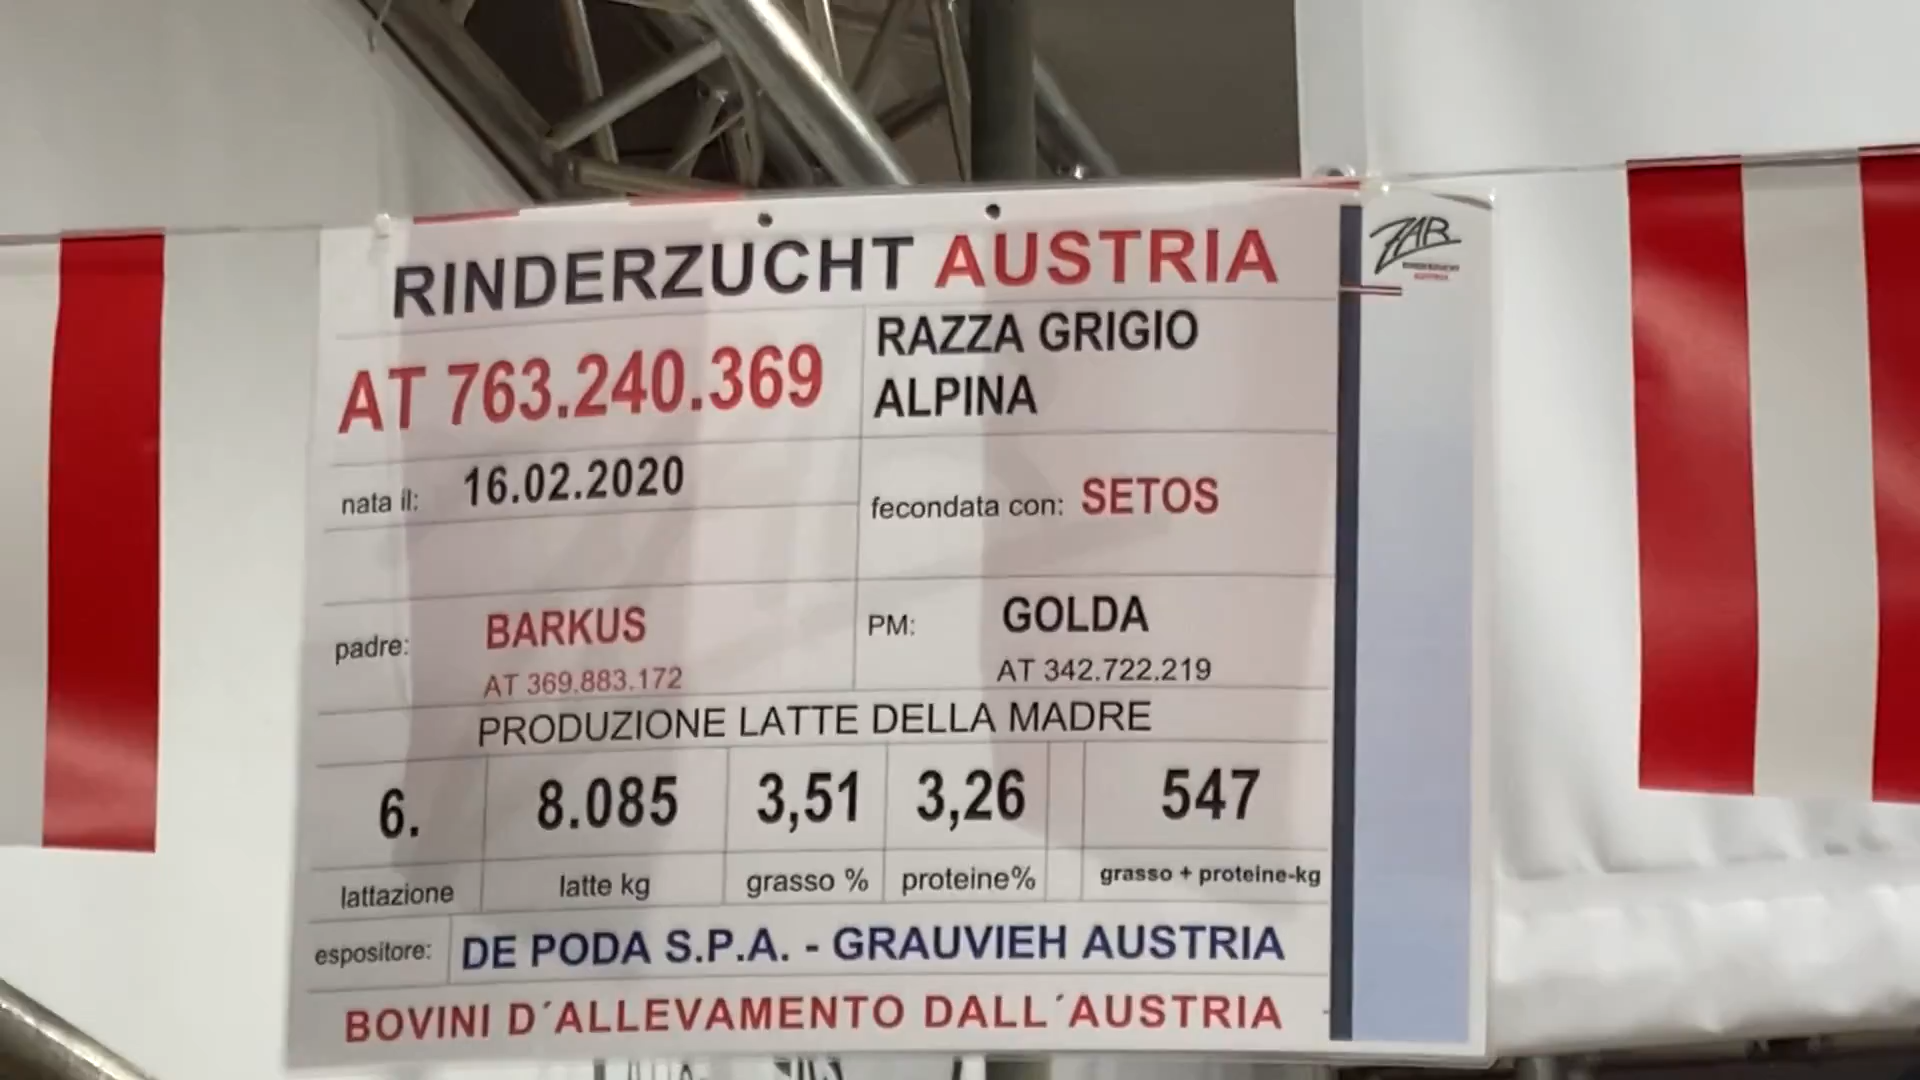 RINDERZUCHT AUSTRIA
ZAR
RINDERZUCHT
AUSTRIA
AT 763.240.369
RAZZA GRIGIO
ALPINA
nata il: 16.02.2020
fecondata con: SETOS
padre: BARKUS
AT 369.883.172
PM: GOLDA
AT 342.722.219
PRODUZIONE LATTE DELLA MADRE
6. 8.085 3,51 3,26 547
lattazione latte kg grasso % proteine% grasso + proteine-kg
espositore: DE PODA S.P.A. - GRAUVIEH AUSTRIA
BOVINI D´ALLEVAMENTO DALL´AUSTRIA